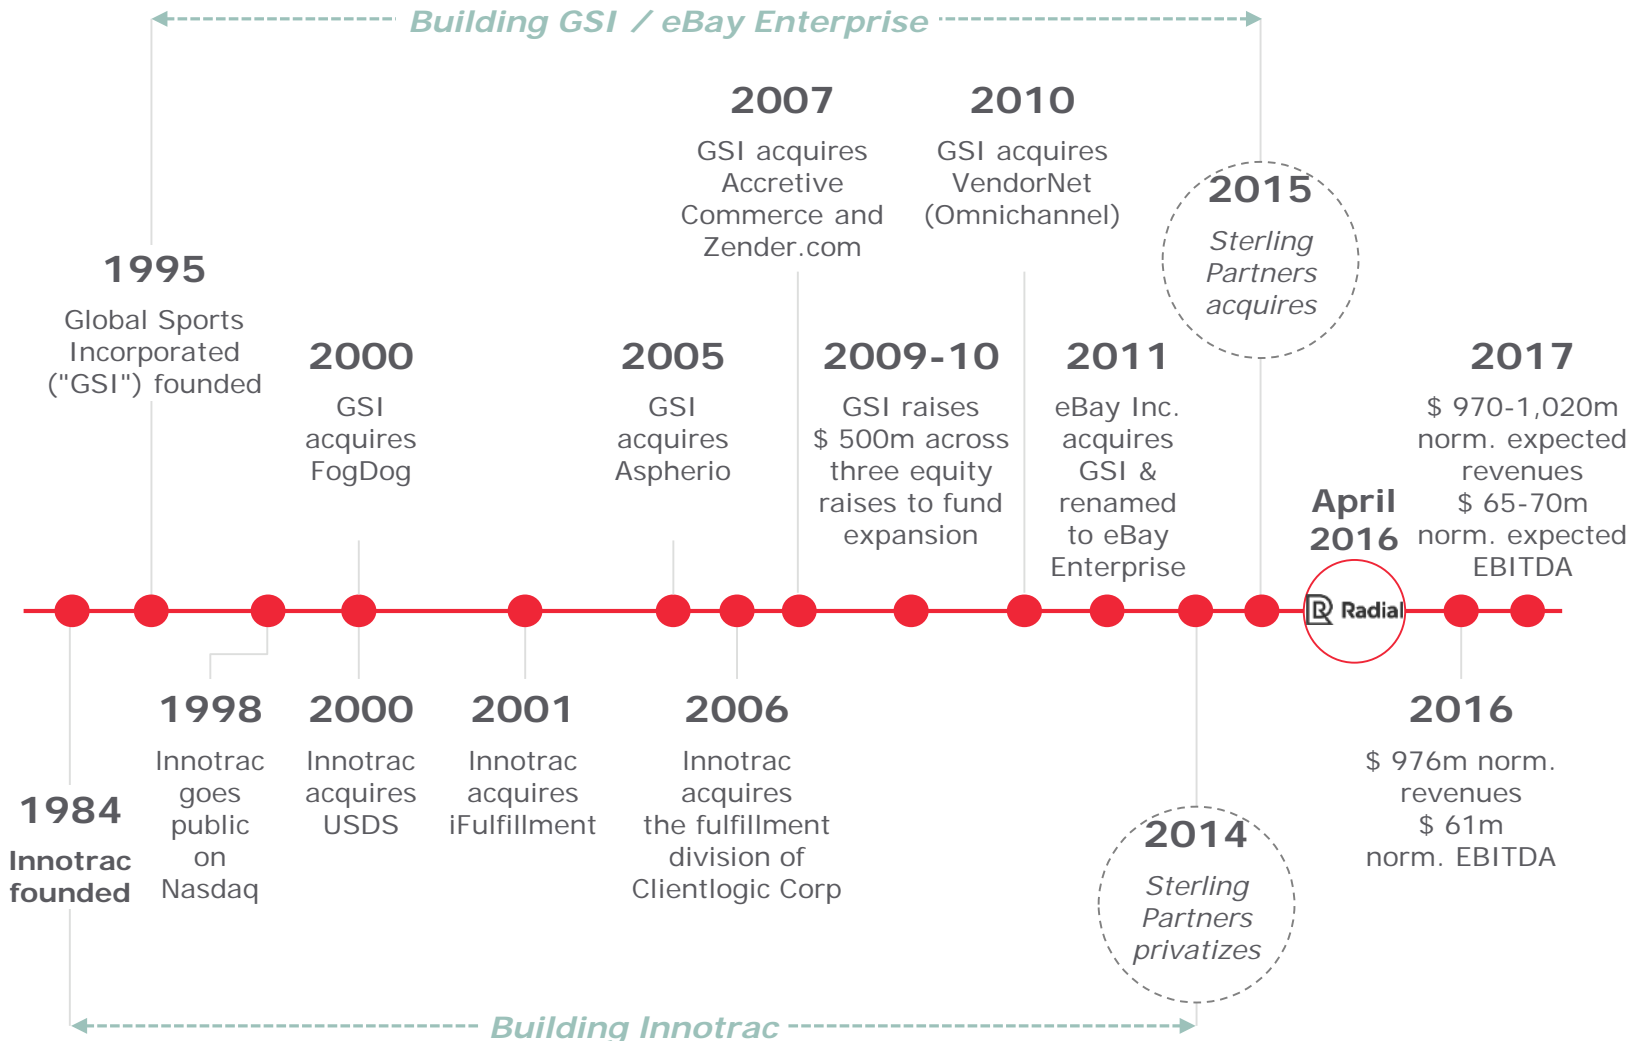 Building GSI / eBay Enterprise
2007
GSI acquires
Accretive
Commerce and
Zender.com
2010
GSI acquires
VendorNet
(Omnichannel)
2015
Sterling
Partners
acquires
1995
Global Sports
Incorporated
("GSI") founded
2000
GSI
acquires
FogDog
2005
GSI
acquires
Aspherio
2009-10
GSI raises
$ 500m across
three equity
raises to fund
expansion
2011
eBay Inc.
acquires
GSI &
renamed
to eBay
Enterprise
April
2016
Radial
2017
$ 970-1,020m
norm. expected
revenues
$ 65-70m
norm. expected
EBITDA
1984
Innotrac
founded
1998
Innotrac
goes
public
on
Nasdaq
2000
Innotrac
acquires
USDS
2001
Innotrac
acquires
iFulfillment
2006
Innotrac
acquires
the fulfillment
division of
Clientlogic Corp
2014
Sterling
Partners
privatizes
2016
$ 976m norm.
revenues
$ 61m
norm. EBITDA
Building Innotrac